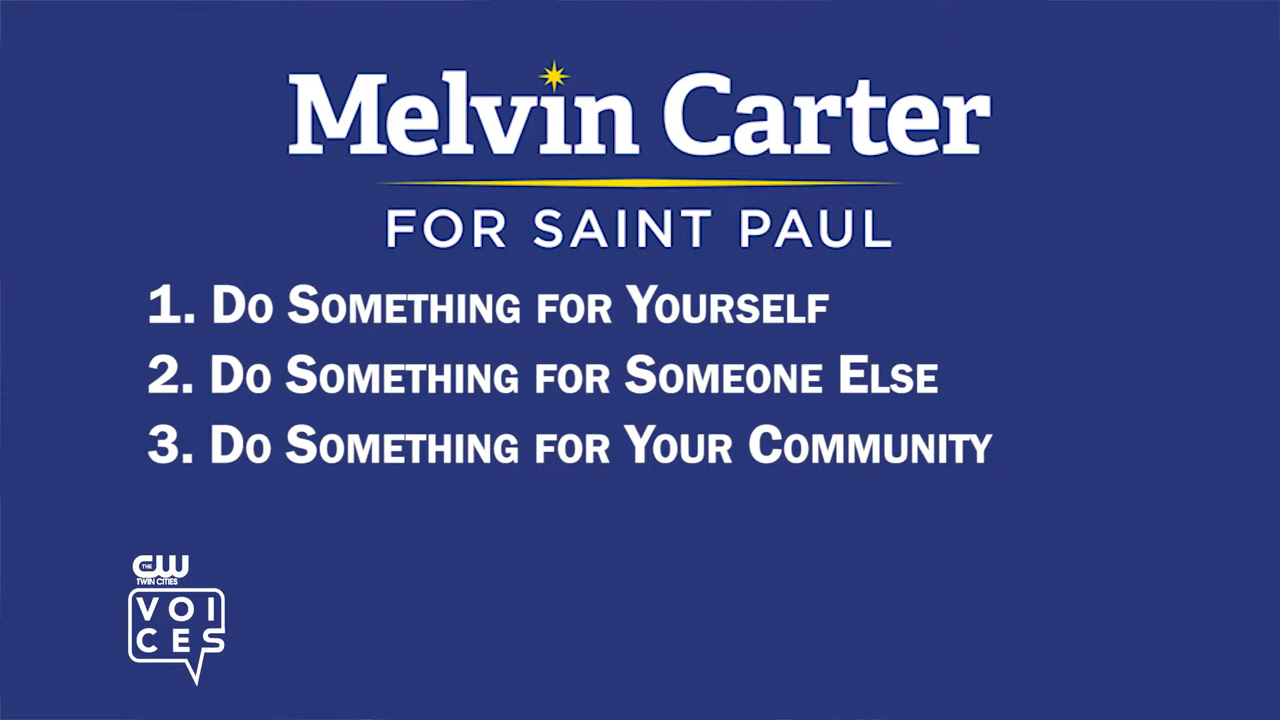 Melvin Carter
FOR SAINT PAUL
1. DO SOMETHING FOR YOURSELF
2. DO SOMETHING FOR SOMEONE ELSE
3. DO SOMETHING FOR YOUR COMMUNITY
THE CW
TWIN CITIES
VOI
CES